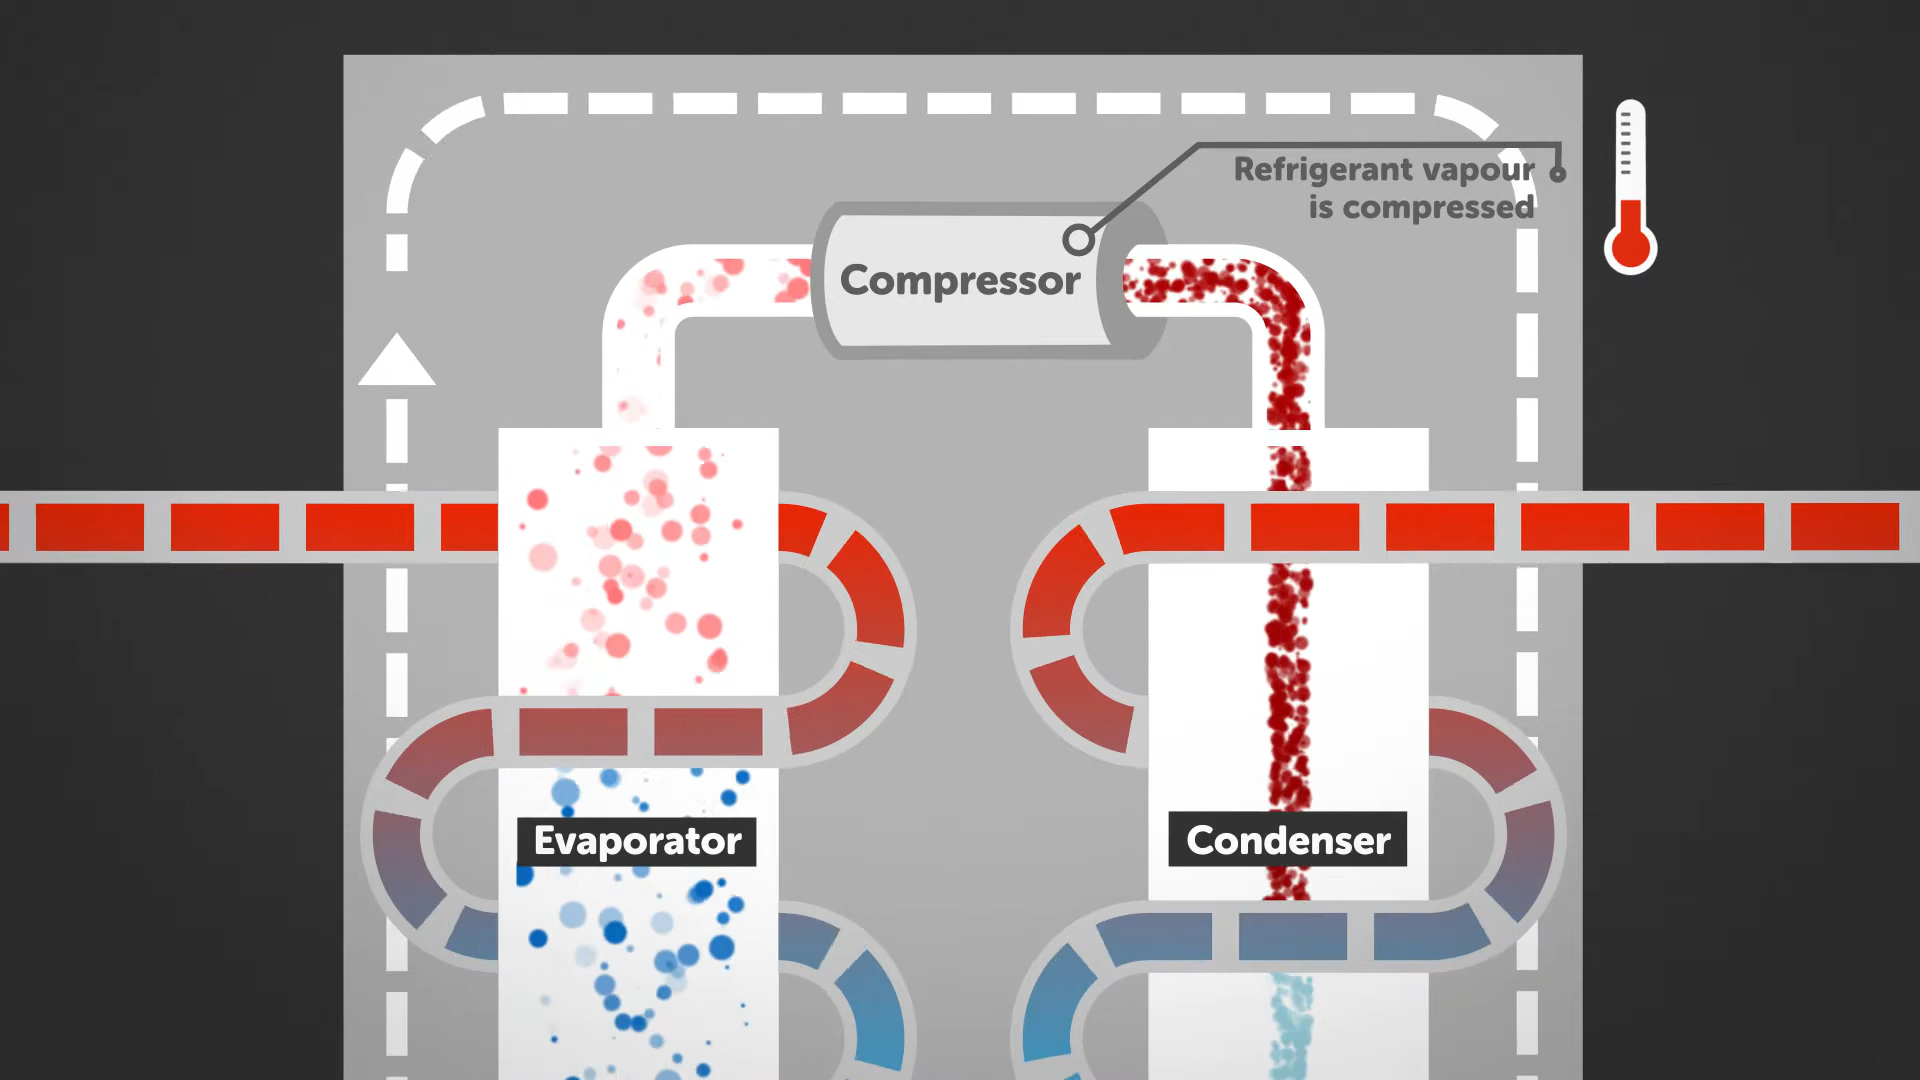 Refrigerant vapour
is compressed
Compressor
Evaporator
Condenser